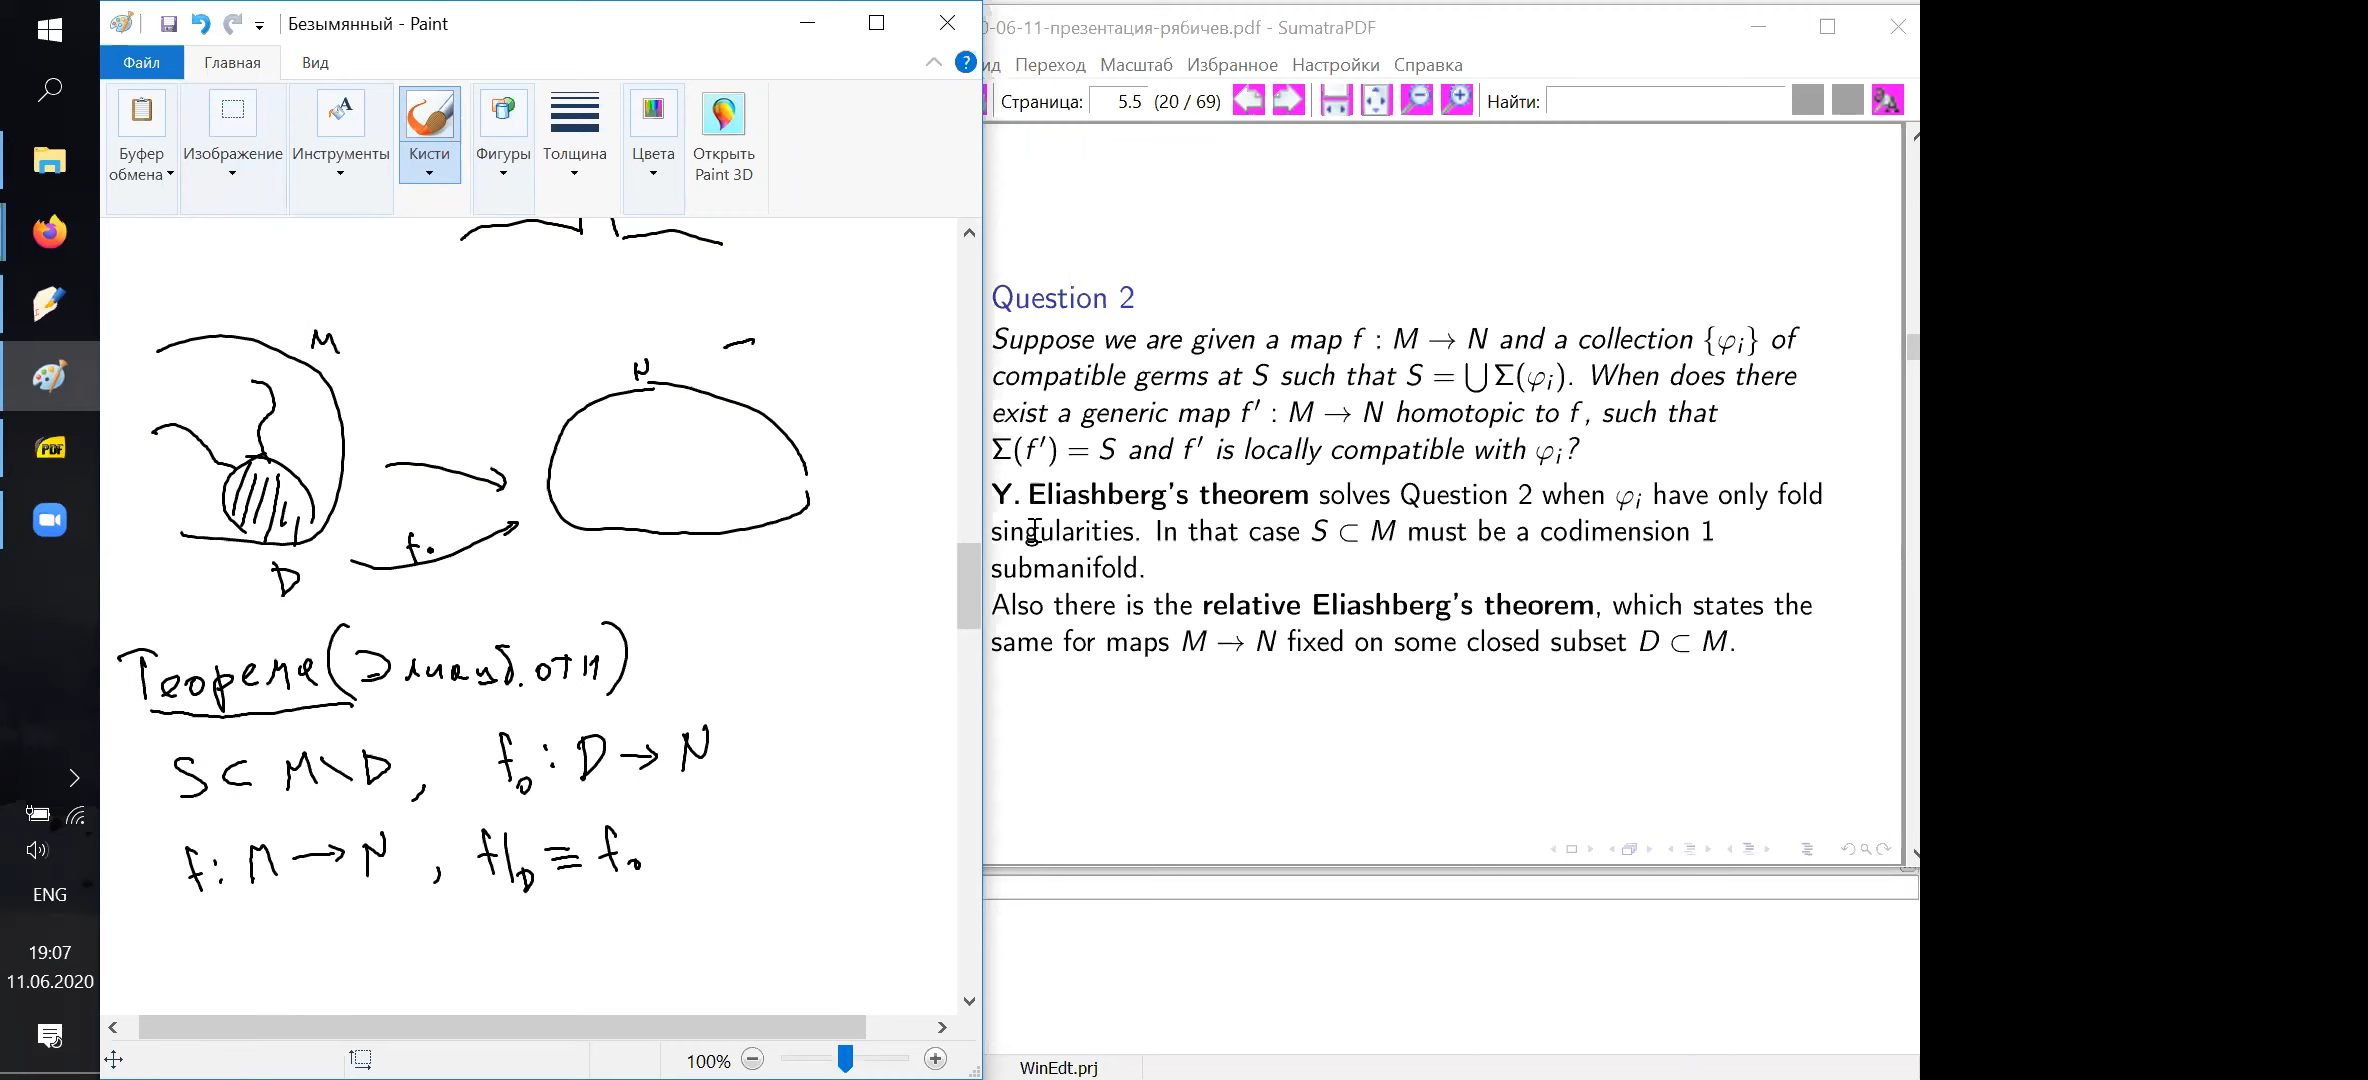 Безымянный - Paint
Файл
Главная
Вид
Буфер обмена
Изображение
Инструменты
Кисти
Фигуры
Толщина
Цвета
Открыть Paint 3D
M
N
f₀
D
Теорема (Элиашб. отн)
S ⊂ M \ D, f₀ : D → N
f : M → N, f|_D ≡ f₀
100%
ENG
19:07
11.06.2020
0-06-11-презентация-рябичев.pdf - SumatraPDF
ид Переход Масштаб Избранное Настройки Справка
Страница: 5.5 (20 / 69) Найти:
Question 2
Suppose we are given a map f : M → N and a collection {φᵢ} of
compatible germs at S such that S = ⋃ Σ(φᵢ). When does there
exist a generic map f′ : M → N homotopic to f, such that
Σ(f′) = S and f′ is locally compatible with φᵢ?
Y. Eliashberg's theorem solves Question 2 when φᵢ have only fold
singularities. In that case S ⊂ M must be a codimension 1
submanifold.
Also there is the relative Eliashberg's theorem, which states the
same for maps M → N fixed on some closed subset D ⊂ M.
WinEdt.prj